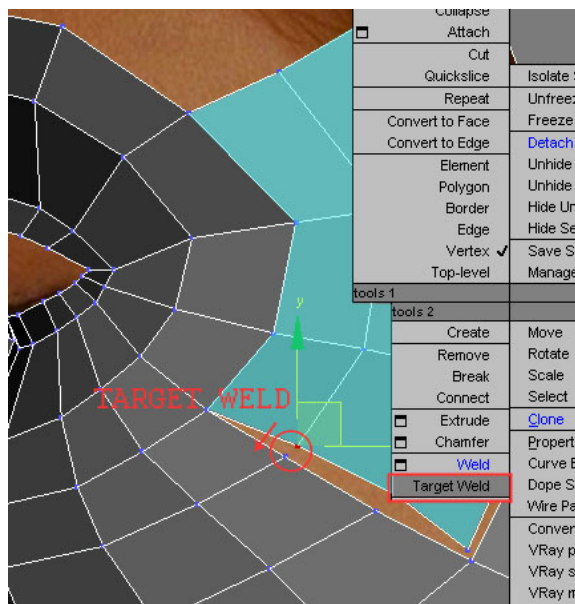 Collapse
Attach
Cut
Quickslice
Repeat
Convert to Face
Convert to Edge
Element
Polygon
Border
Edge
Vertex ✓
Top-level
tools 1
Isolate
Unfreez
Freeze
Detach
Unhide
Unhide
Hide Un
Hide Se
Save S
Manage
tools 2
Create
Remove
Break
Connect
Extrude
Chamfer
Weld
Target Weld
Move
Rotate
Scale
Select
Clone
Propert
Curve E
Dope S
Wire Pa
Conver
VRay p
VRay s
VRay m
y
TARGET WELD